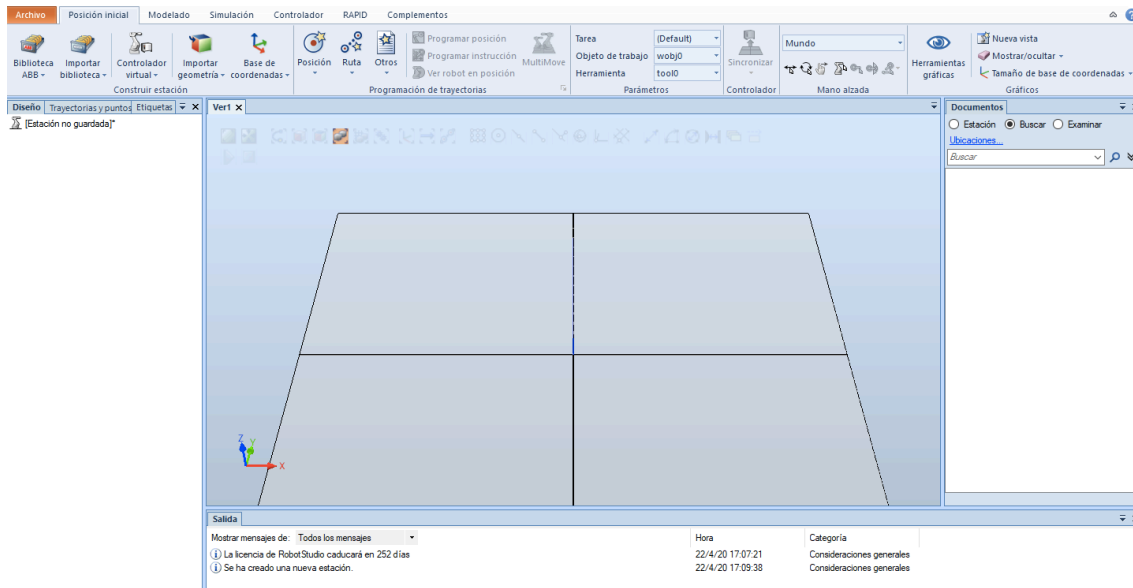 Archivo Posición inicial Modelado Simulación Controlador RAPID Complementos
Biblioteca ABB
Importar biblioteca
Controlador virtual
Importar geometría
Base de coordenadas
Construir estación
Posición
Ruta
Otros
Programar posición
Programar instrucción
Ver robot en posición
MultiMove
Programación de trayectorias
Tarea (Default)
Objeto de trabajo wobj0
Herramienta tool0
Parámetros
Sincronizar
Controlador
Mundo
Mano alzada
Herramientas gráficas
Nueva vista
Mostrar/ocultar
Tamaño de base de coordenadas
Gráficos
Diseño Trayectorias y puntos Etiquetas
[Estación no guardada]*
Ver1
Z
Y
X
Documentos
Estación Buscar Examinar
Ubicaciones...
Buscar
Salida
Mostrar mensajes de: Todos los mensajes Hora Categoría
La licencia de RobotStudio caducará en 252 días 22/4/20 17:07:21 Consideraciones generales
Se ha creado una nueva estación. 22/4/20 17:09:38 Consideraciones generales